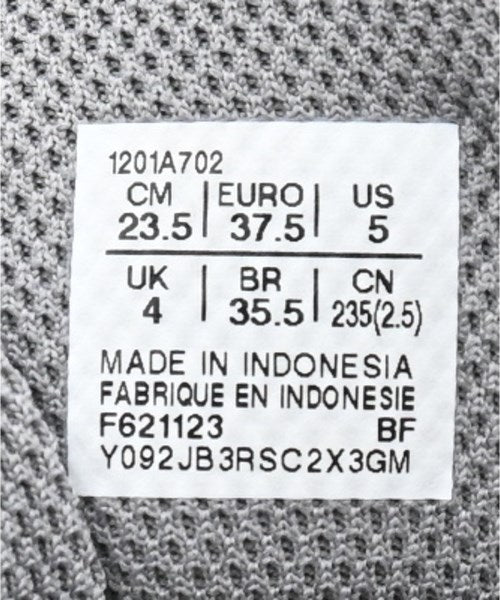 1201A702
CM | EURO | US
23.5 | 37.5 | 5
UK | BR | CN
4 | 35.5 | 235(2.5)
MADE IN INDONESIA
FABRIQUE EN INDONESIE
F621123 BF
Y092JB3RSC2X3GM